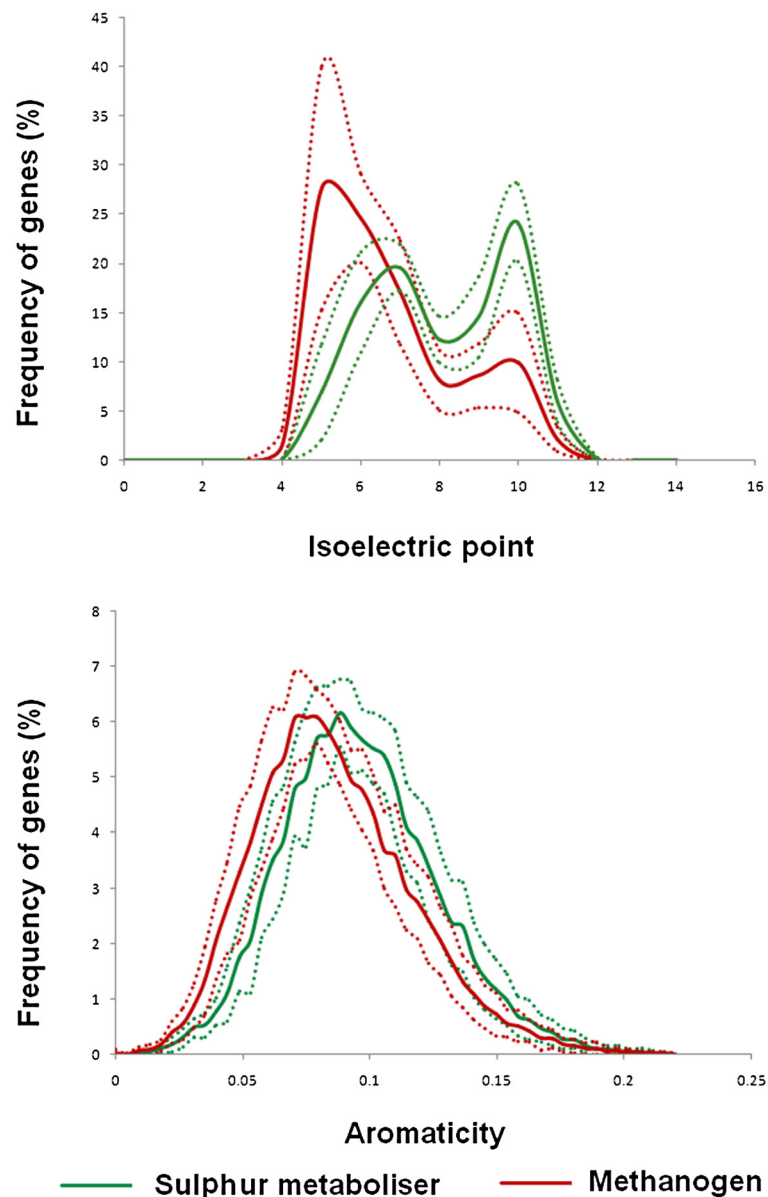 45
40
35
30
25
20
15
10
5
0
Frequency of genes (%)
0 2 4 6 8 10 12 14 16
Isoelectric point
8
7
6
5
4
3
2
1
0
Frequency of genes (%)
0 0.05 0.1 0.15 0.2 0.25
Aromaticity
Sulphur metaboliser Methanogen